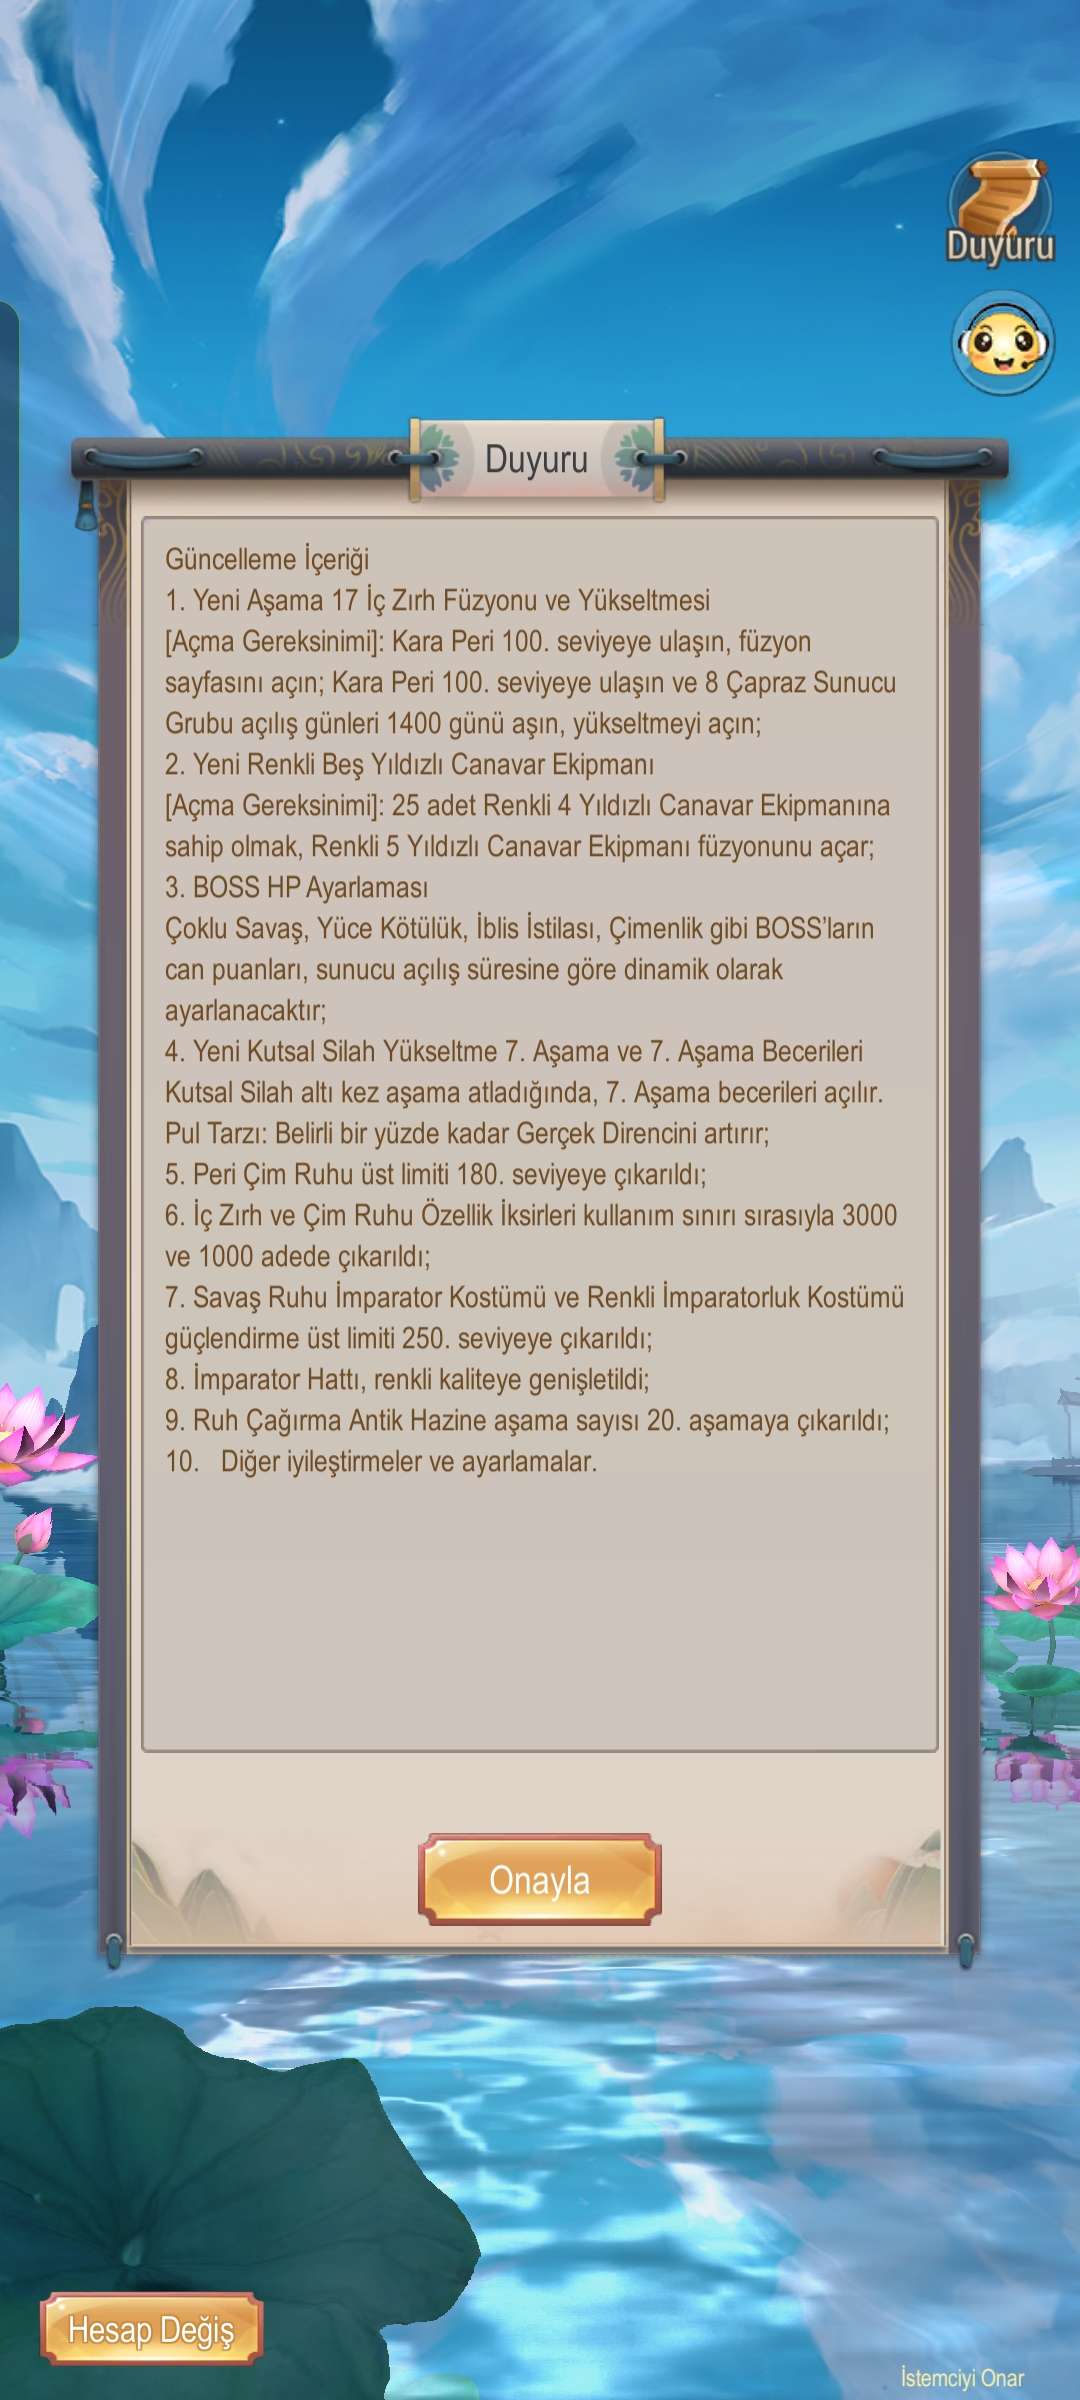 Duyuru
Duyuru
Güncelleme İçeriği
1. Yeni Aşama 17 İç Zırh Füzyonu ve Yükseltmesi
[Açma Gereksinimi]: Kara Peri 100. seviyeye ulaşın, füzyon
sayfasını açın; Kara Peri 100. seviyeye ulaşın ve 8 Çapraz Sunucu
Grubu açılış günleri 1400 günü aşın, yükseltmeyi açın;
2. Yeni Renkli Beş Yıldızlı Canavar Ekipmanı
[Açma Gereksinimi]: 25 adet Renkli 4 Yıldızlı Canavar Ekipmanına
sahip olmak, Renkli 5 Yıldızlı Canavar Ekipmanı füzyonunu açar;
3. BOSS HP Ayarlaması
Çoklu Savaş, Yüce Kötülük, İblis İstilası, Çimenlik gibi BOSS’ların
can puanları, sunucu açılış süresine göre dinamik olarak
ayarlanacaktır;
4. Yeni Kutsal Silah Yükseltme 7. Aşama ve 7. Aşama Becerileri
Kutsal Silah altı kez aşama atladığında, 7. Aşama becerileri açılır.
Pul Tarzı: Belirli bir yüzde kadar Gerçek Direncini artırır;
5. Peri Çim Ruhu üst limiti 180. seviyeye çıkarıldı;
6. İç Zırh ve Çim Ruhu Özellik İksirleri kullanım sınırı sırasıyla 3000
ve 1000 adede çıkarıldı;
7. Savaş Ruhu İmparator Kostümü ve Renkli İmparatorluk Kostümü
güçlendirme üst limiti 250. seviyeye çıkarıldı;
8. İmparator Hattı, renkli kaliteye genişletildi;
9. Ruh Çağırma Antik Hazine aşama sayısı 20. aşamaya çıkarıldı;
10. Diğer iyileştirmeler ve ayarlamalar.
Onayla
Hesap Değiş
İstemciyi Onar